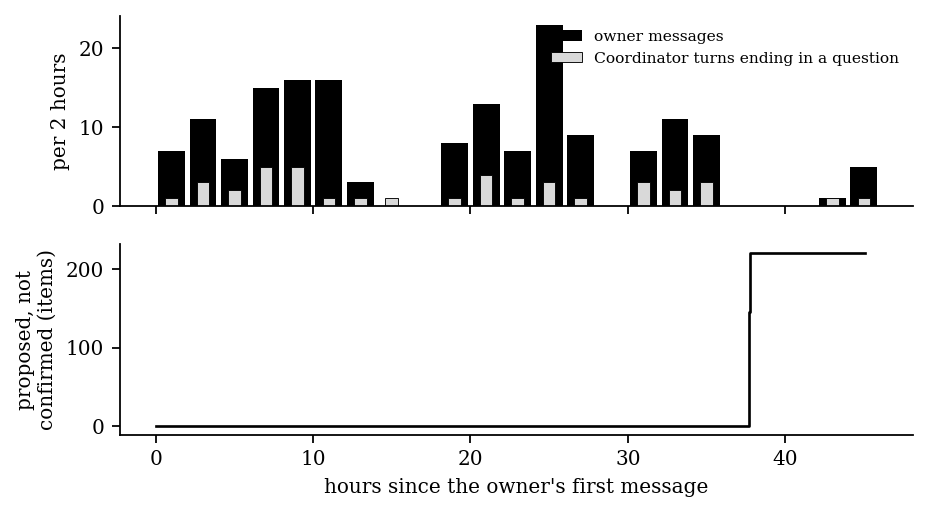 per 2 hours
20
10
0
owner messages
Coordinator turns ending in a question
proposed, not
confirmed (items)
200
100
0
0
10
20
30
40
hours since the owner's first message